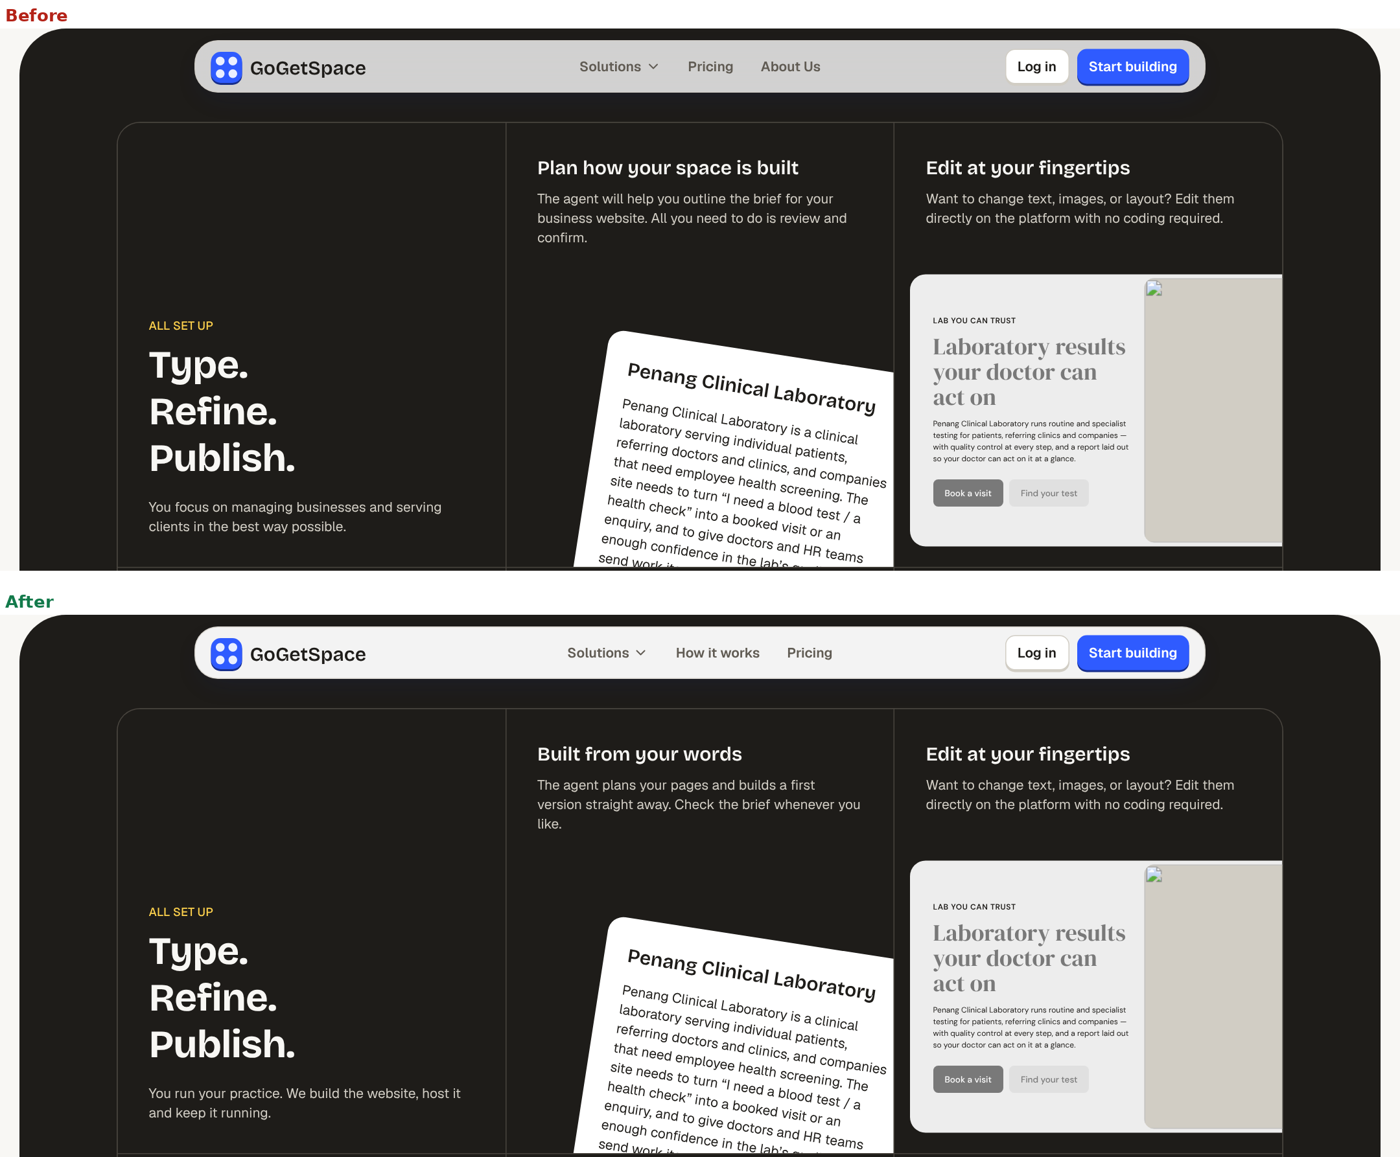 Before
GoGetSpace
Solutions
Pricing
About Us
Log in
Start building
ALL SET UP
Type.
Refine.
Publish.
You focus on managing businesses and serving
clients in the best way possible.
Plan how your space is built
The agent will help you outline the brief for your
business website. All you need to do is review and
confirm.
Penang Clinical Laboratory
Penang Clinical Laboratory is a clinical
laboratory serving individual patients,
referring doctors and clinics, and companies
that need employee health screening. The
site needs to turn “I need a blood test / a
health check” into a booked visit or an
enquiry, and to give doctors and HR teams
enough confidence in the lab’s
send work
Edit at your fingertips
Want to change text, images, or layout? Edit them
directly on the platform with no coding required.
LAB YOU CAN TRUST
Laboratory results
your doctor can
act on
Penang Clinical Laboratory runs routine and specialist
testing for patients, referring clinics and companies —
with quality control at every step, and a report laid out
so your doctor can act on it at a glance.
Book a visit
Find your test
After
GoGetSpace
Solutions
How it works
Pricing
Log in
Start building
ALL SET UP
Type.
Refine.
Publish.
You run your practice. We build the website, host it
and keep it running.
Built from your words
The agent plans your pages and builds a first
version straight away. Check the brief whenever you
like.
Penang Clinical Laboratory
Penang Clinical Laboratory is a clinical
laboratory serving individual patients,
referring doctors and clinics, and companies
that need employee health screening. The
site needs to turn “I need a blood test / a
health check” into a booked visit or an
enquiry, and to give doctors and HR teams
enough confidence in the lab’s
send work
Edit at your fingertips
Want to change text, images, or layout? Edit them
directly on the platform with no coding required.
LAB YOU CAN TRUST
Laboratory results
your doctor can
act on
Penang Clinical Laboratory runs routine and specialist
testing for patients, referring clinics and companies —
with quality control at every step, and a report laid out
so your doctor can act on it at a glance.
Book a visit
Find your test